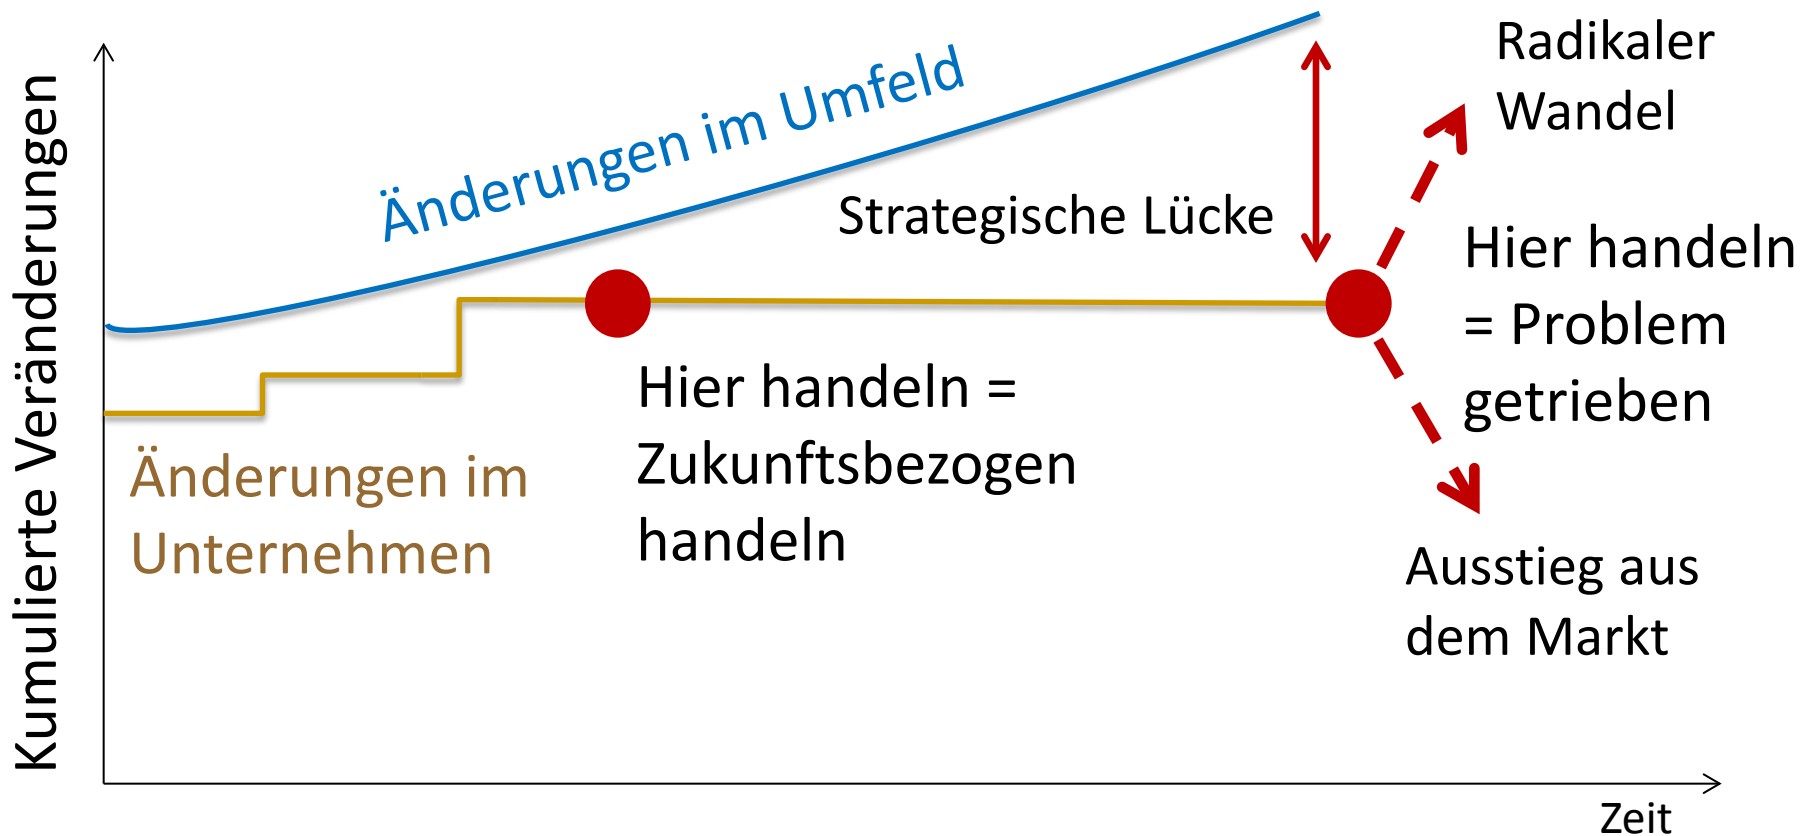 Kumulierte Veränderungen
Änderungen im Umfeld
Radikaler
Wandel
Strategische Lücke
Hier handeln
= Problem
getrieben
Hier handeln =
Zukunftsbezogen
handeln
Änderungen im
Unternehmen
Ausstieg aus
dem Markt
Zeit